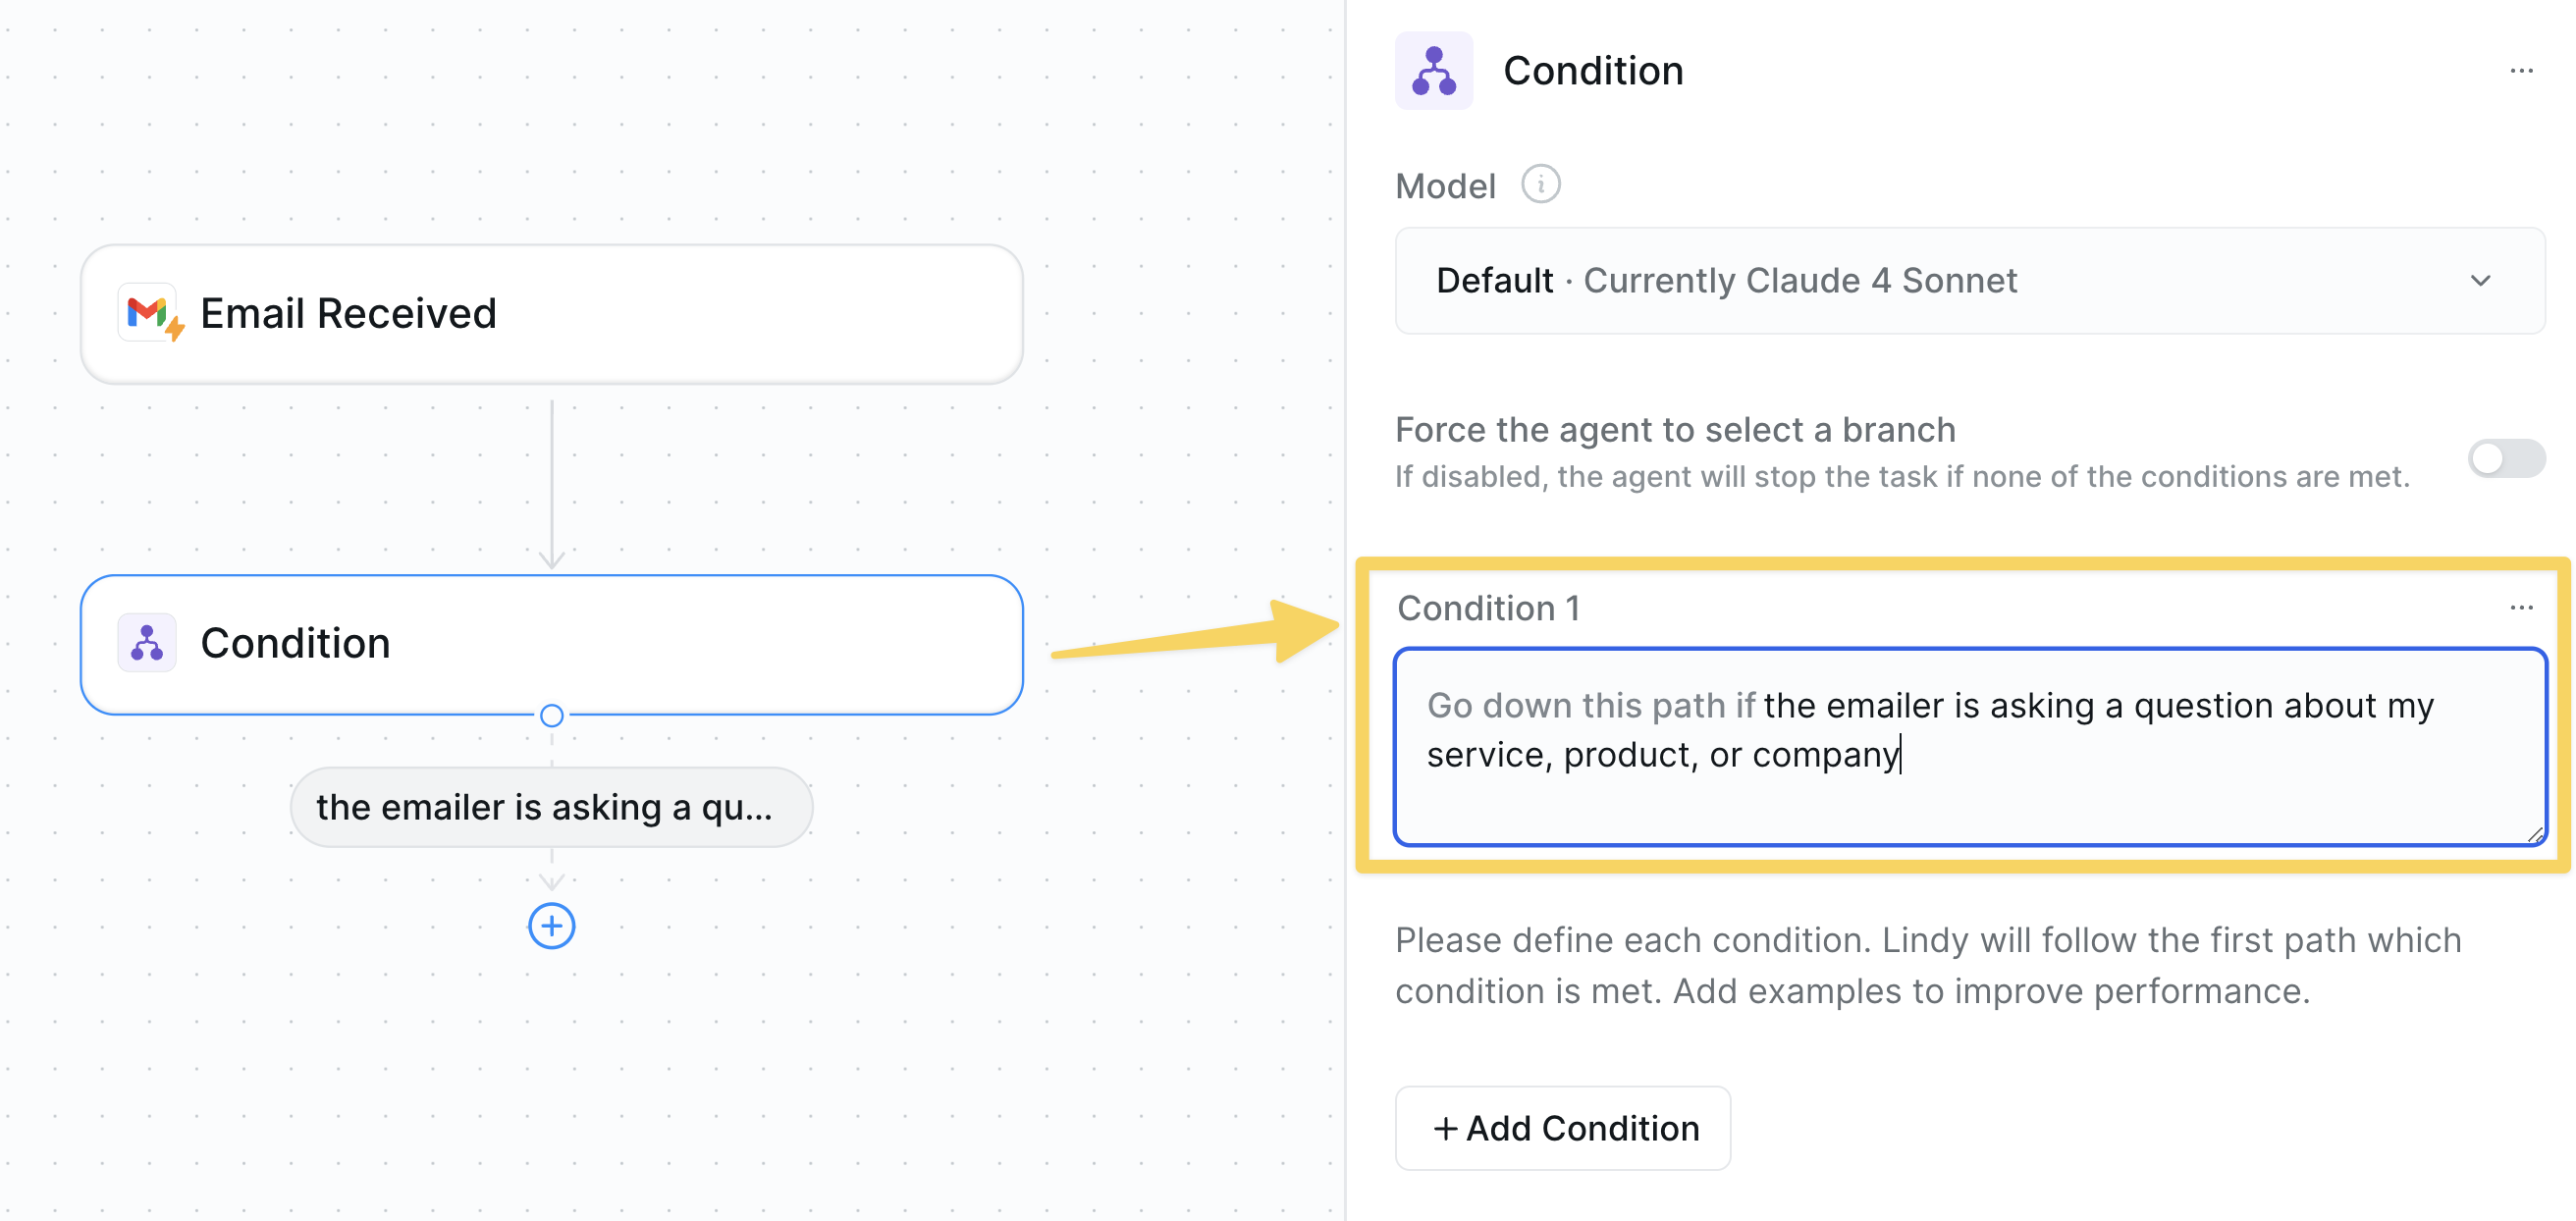 Email Received
Condition
the emailer is asking a qu...
Condition
Model
Default · Currently Claude 4 Sonnet
Force the agent to select a branch
If disabled, the agent will stop the task if none of the conditions are met.
Condition 1
Go down this path if the emailer is asking a question about my
service, product, or company
Please define each condition. Lindy will follow the first path which
condition is met. Add examples to improve performance.
+ Add Condition